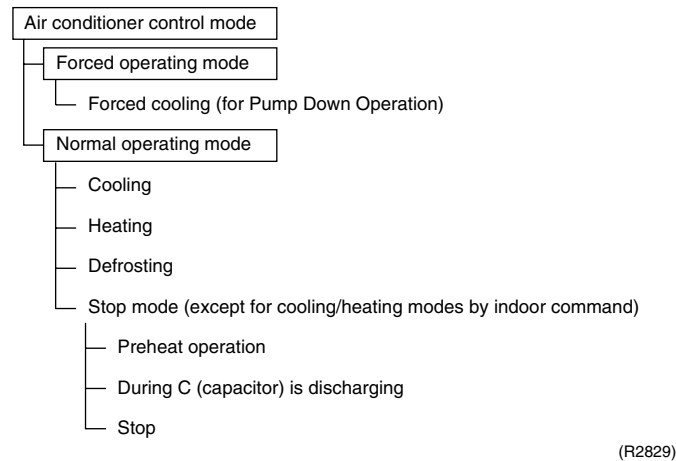 Air conditioner control mode
Forced operating mode
Forced cooling (for Pump Down Operation)
Normal operating mode
Cooling
Heating
Defrosting
Stop mode (except for cooling/heating modes by indoor command)
Preheat operation
During C (capacitor) is discharging
Stop
(R2829)